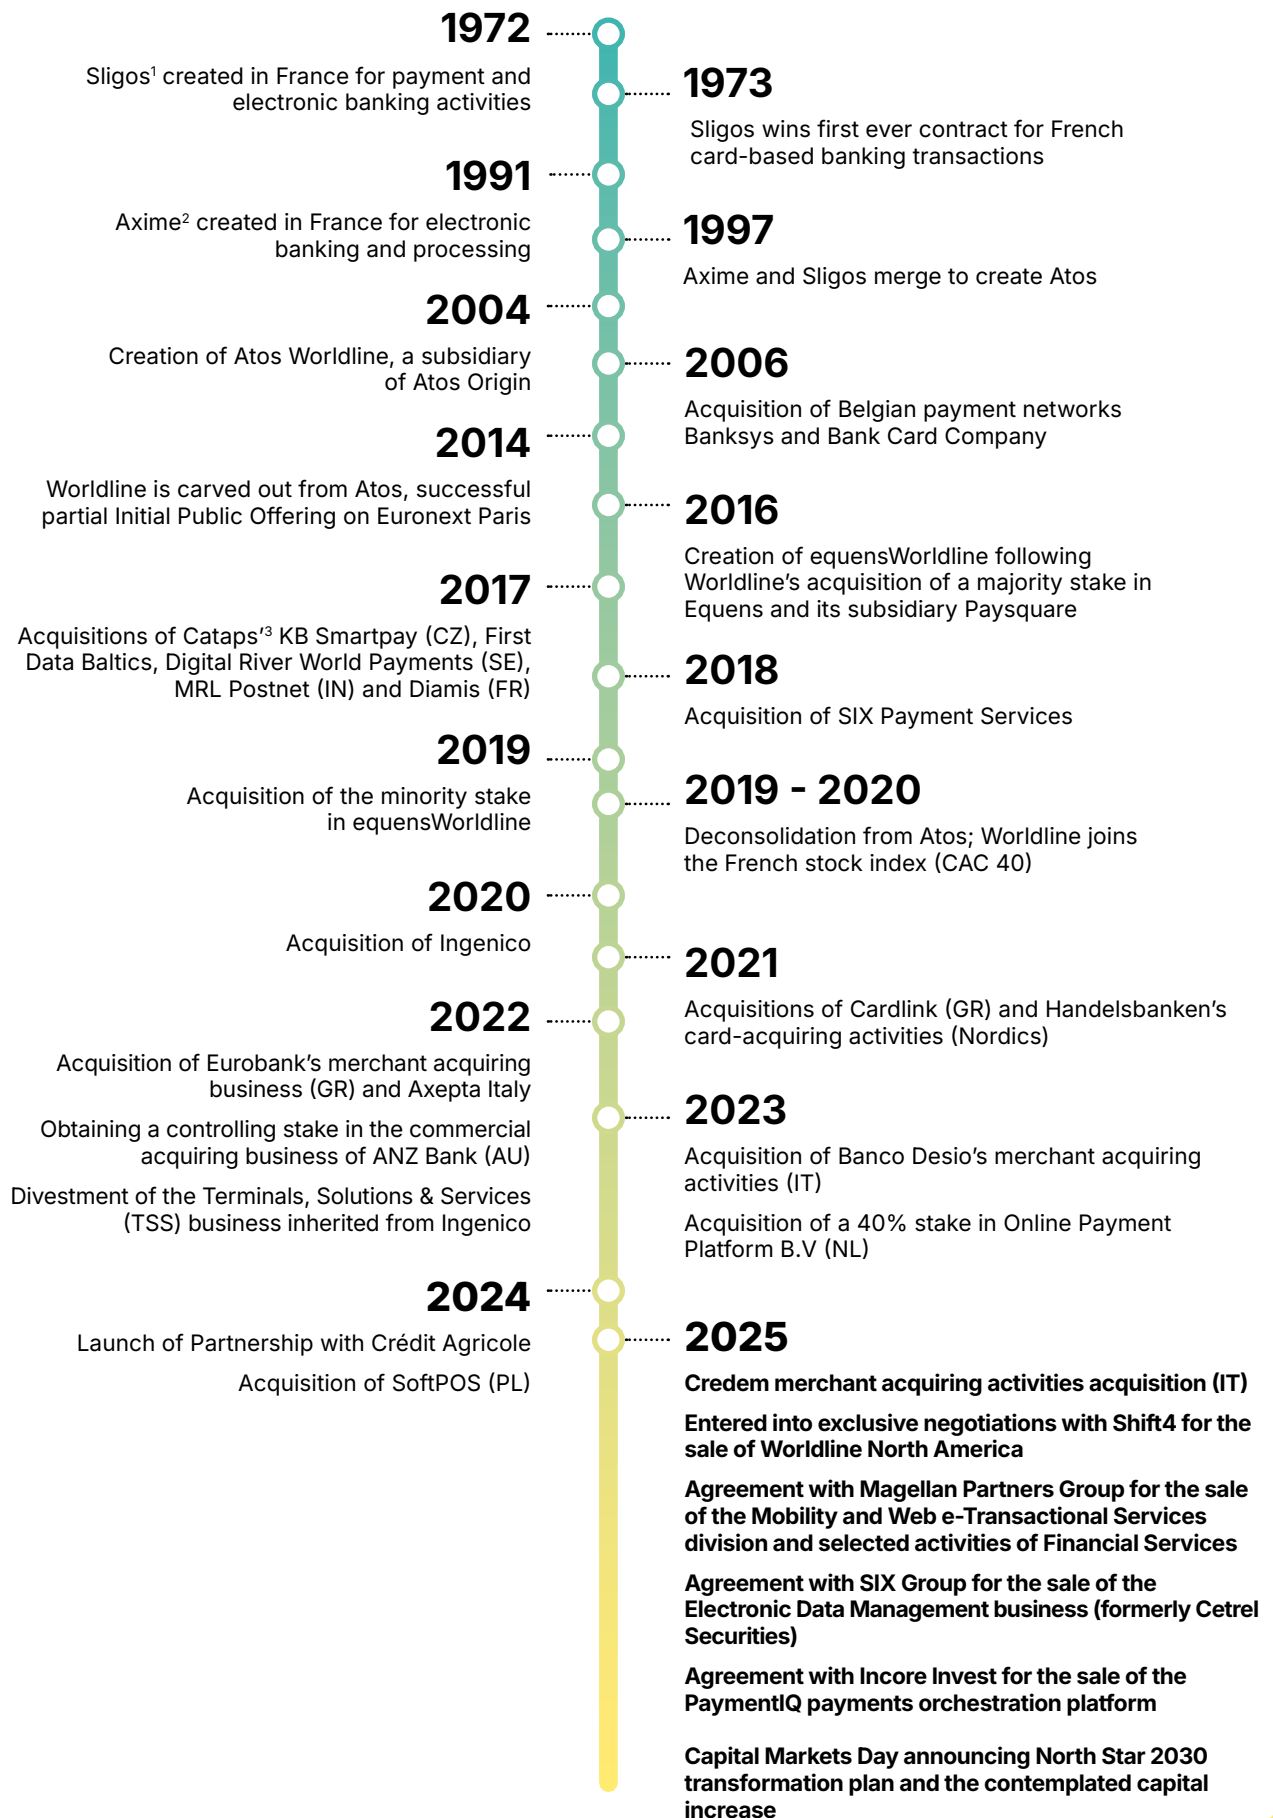 1972
Sligos¹ created in France for payment and
electronic banking activities
1973
Sligos wins first ever contract for French
card-based banking transactions
1991
Axime² created in France for electronic
banking and processing
1997
Axime and Sligos merge to create Atos
2004
Creation of Atos Worldline, a subsidiary
of Atos Origin
2006
Acquisition of Belgian payment networks
Banksys and Bank Card Company
2014
Worldline is carved out from Atos, successful
partial Initial Public Offering on Euronext Paris
2016
Creation of equensWorldline following
Worldline’s acquisition of a majority stake in
Equens and its subsidiary Paysquare
2017
Acquisitions of Cataps’³ KB Smartpay (CZ), First
Data Baltics, Digital River World Payments (SE),
MRL Postnet (IN) and Diamis (FR)
2018
Acquisition of SIX Payment Services
2019
Acquisition of the minority stake
in equensWorldline
2019 - 2020
Deconsolidation from Atos; Worldline joins
the French stock index (CAC 40)
2020
Acquisition of Ingenico
2021
Acquisitions of Cardlink (GR) and Handelsbanken’s
card-acquiring activities (Nordics)
2022
Acquisition of Eurobank’s merchant acquiring
business (GR) and Axepta Italy
Obtaining a controlling stake in the commercial
acquiring business of ANZ Bank (AU)
Divestment of the Terminals, Solutions & Services
(TSS) business inherited from Ingenico
2023
Acquisition of Banco Desio’s merchant acquiring
activities (IT)
Acquisition of a 40% stake in Online Payment
Platform B.V (NL)
2024
Launch of Partnership with Crédit Agricole
Acquisition of SoftPOS (PL)
2025
Credem merchant acquiring activities acquisition (IT)
Entered into exclusive negotiations with Shift4 for the
sale of Worldline North America
Agreement with Magellan Partners Group for the sale
of the Mobility and Web e-Transactional Services
division and selected activities of Financial Services
Agreement with SIX Group for the sale of the
Electronic Data Management business (formerly Cetrel
Securities)
Agreement with Incore Invest for the sale of the
PaymentIQ payments orchestration platform
Capital Markets Day announcing North Star 2030
transformation plan and the contemplated capital
increase